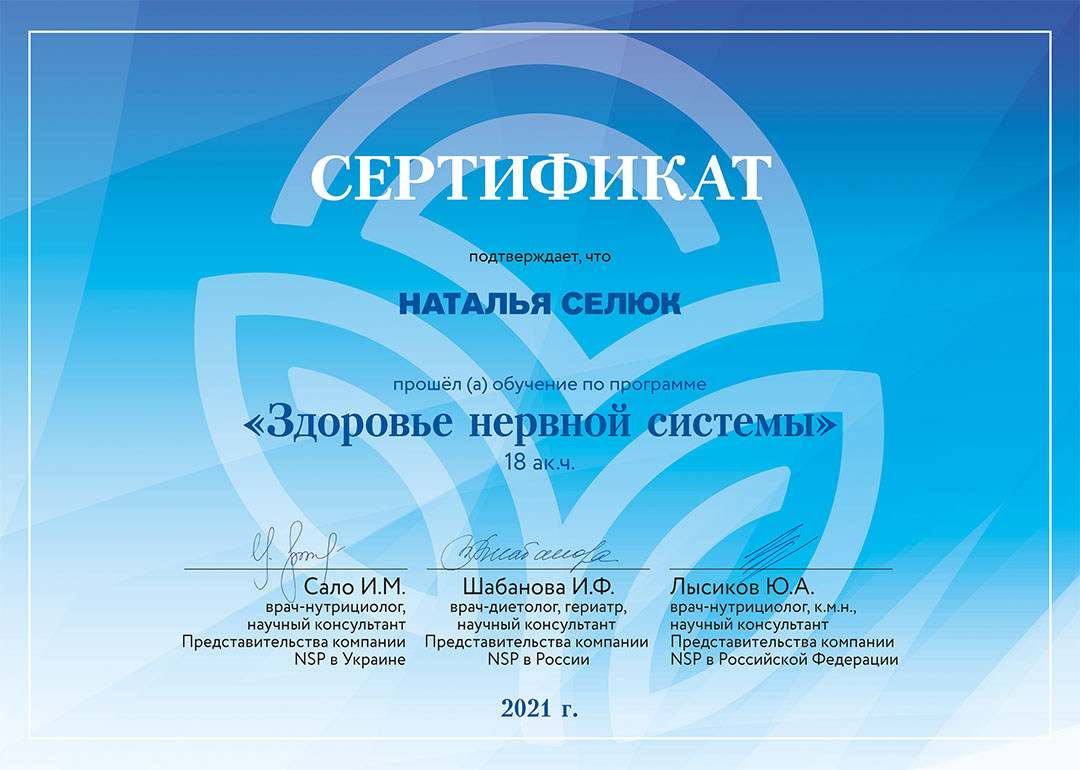 СЕРТИФИКАТ
подтверждает, что
НАТАЛЬЯ СЕЛЮК
прошёл (а) обучение по программе
«Здоровье нервной системы»
18 ак.ч.
Сало И.М.
врач-нутрициолог,
научный консультант
Представительства компании
NSP в Украине
Шабанова И.Ф.
врач-диетолог, гериатр,
научный консультант
Представительства компании
NSP в России
Лысиков Ю.А.
врач-нутрициолог, к.м.н.,
научный консультант
Представительства компании
NSP в Российской Федерации
2021 г.